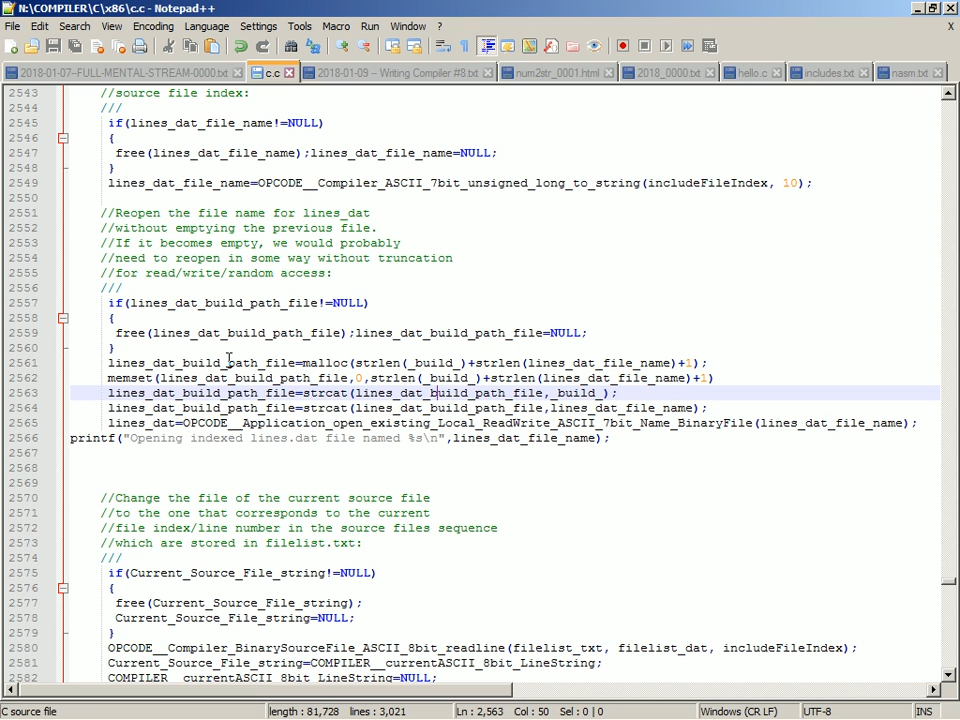 N:\COMPILER\C\x86\c.c - Notepad++
File Edit Search View Encoding Language Settings Tools Macro Run Window ? X
2018-01-07-FULL-MENTAL-STREAM-0000.txt c.c 2018-01-09 – Writing Compiler #8.txt num2str_0001.html 2018_0000.txt hello.c includes.txt nasm.txt
2543 //source file index:
2544 ///
2545 if(lines_dat_file_name!=NULL)
2546 {
2547 free(lines_dat_file_name);lines_dat_file_name=NULL;
2548 }
2549 lines_dat_file_name=OPCODE__Compiler_ASCII_7bit_unsigned_long_to_string(includeFileIndex, 10);
2550
2551 //Reopen the file name for lines_dat
2552 //without emptying the previous file.
2553 //If it becomes empty, we would probably
2554 //need to reopen in some way without truncation
2555 //for read/write/random access:
2556 ///
2557 if(lines_dat_build_path_file!=NULL)
2558 {
2559 free(lines_dat_build_path_file);lines_dat_build_path_file=NULL;
2560 }
2561 lines_dat_build_path_file=malloc(strlen(_build_)+strlen(lines_dat_file_name)+1);
2562 memset(lines_dat_build_path_file,0,strlen(_build_)+strlen(lines_dat_file_name)+1)
2563 lines_dat_build_path_file=strcat(lines_dat_build_path_file,_build_);
2564 lines_dat_build_path_file=strcat(lines_dat_build_path_file,lines_dat_file_name);
2565 lines_dat=OPCODE__Application_open_existing_Local_ReadWrite_ASCII_7bit_Name_BinaryFile(lines_dat_file_name);
2566 printf("Opening indexed lines.dat file named %s\n",lines_dat_file_name);
2567
2568
2569
2570 //Change the file of the current source file
2571 //to the one that corresponds to the current
2572 //file index/line number in the source files sequence
2573 //which are stored in filelist.txt:
2574 ///
2575 if(Current_Source_File_string!=NULL)
2576 {
2577 free(Current_Source_File_string);
2578 Current_Source_File_string=NULL;
2579 }
2580 OPCODE__Compiler_BinarySourceFile_ASCII_8bit_readline(filelist_txt, filelist_dat, includeFileIndex);
2581 Current_Source_File_string=COMPILER__currentASCII_8bit_LineString;
2582 COMPILER__currentASCII_8bit_LineString=NULL;
C source file length : 81,728 lines : 3,021 Ln : 2,563 Col : 50 Sel : 0 | 0 Windows (CR LF) UTF-8 INS